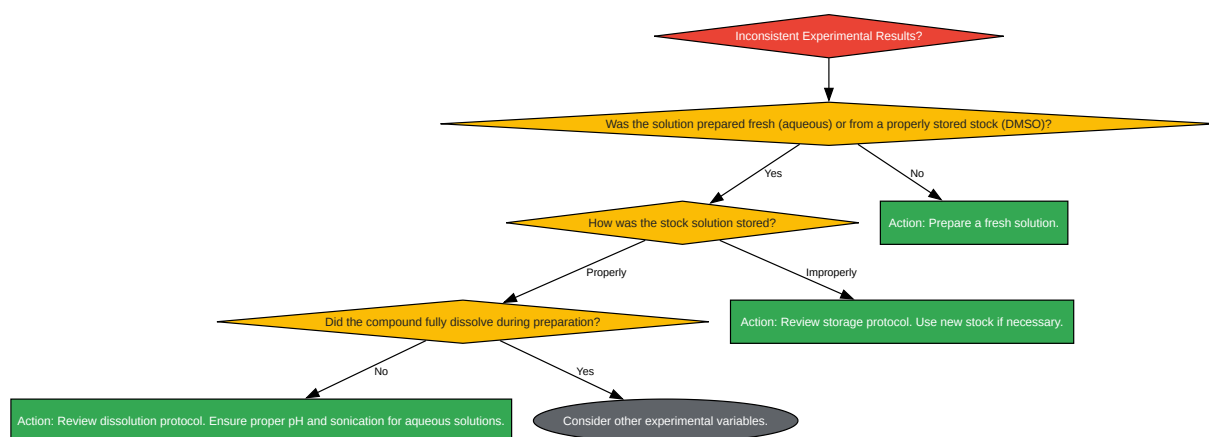 Inconsistent Experimental Results?
Was the solution prepared fresh (aqueous) or from a properly stored stock (DMSO)?
Yes
No
How was the stock solution stored?
Action: Prepare a fresh solution.
Properly
Improperly
Did the compound fully dissolve during preparation?
Action: Review storage protocol. Use new stock if necessary.
No
Yes
Action: Review dissolution protocol. Ensure proper pH and sonication for aqueous solutions.
Consider other experimental variables.